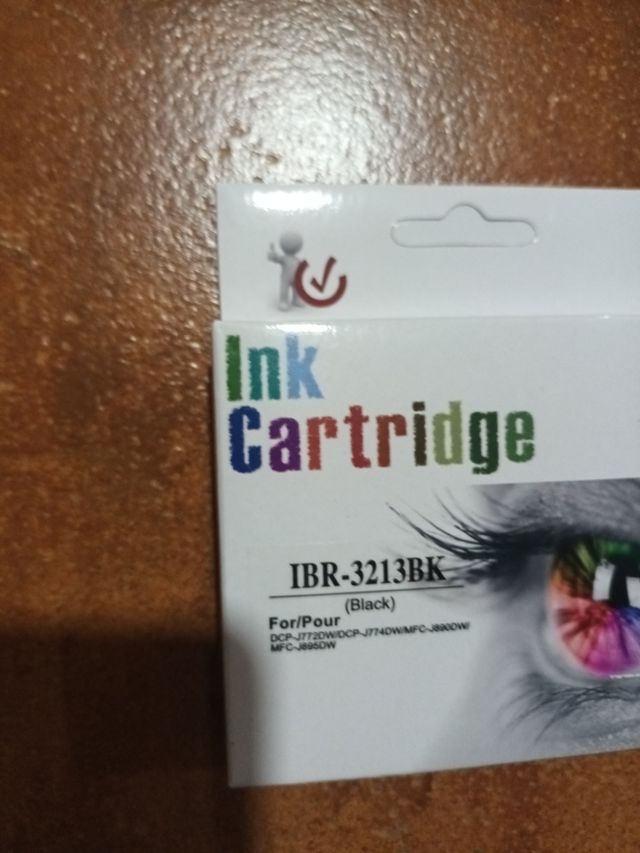 Ink
Cartridge
IBR-3213BK
(Black)
For/Pour
DCP-J772DW/DCP-J774DW/MFC-J890DW/
MFC-J895DW